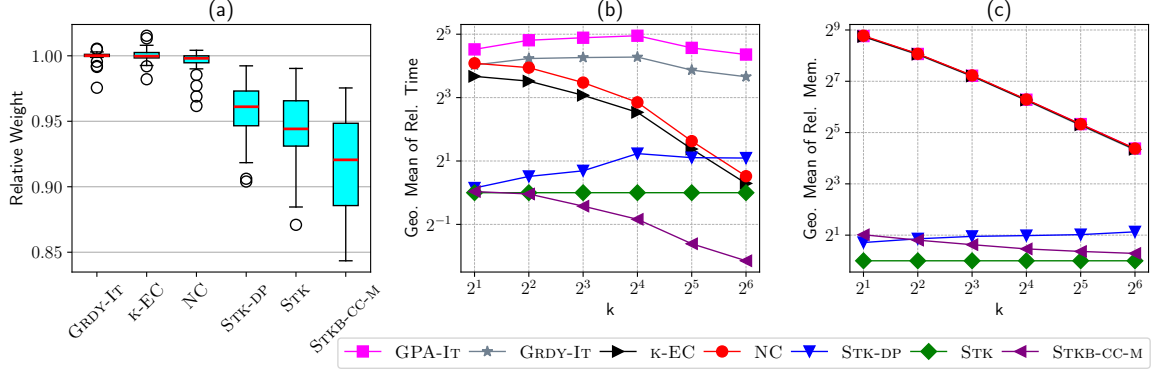 (a)
Relative Weight
1.00
0.95
0.90
0.85
GRDY-IT
K-EC
NC
STK-DP
STK
STKB-CC-M
(b)
Geo. Mean of Rel. Time
2^5
2^3
2^1
2^−1
2^1 2^2 2^3 2^4 2^5 2^6
k
(c)
Geo. Mean of Rel. Mem.
2^9
2^7
2^5
2^3
2^1
2^1 2^2 2^3 2^4 2^5 2^6
k
GPA-IT GRDY-IT K-EC NC STK-DP STK STKB-CC-M